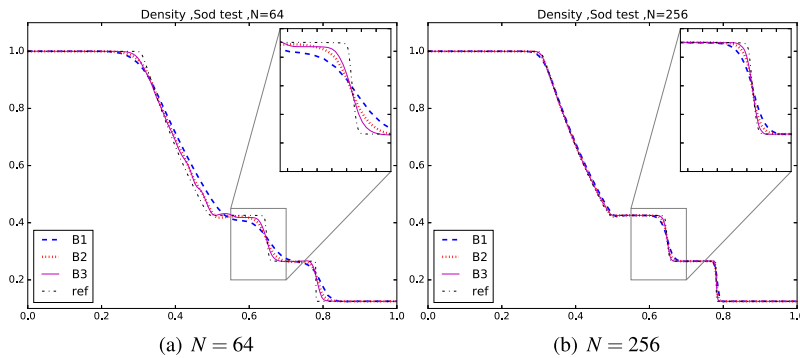 Density ,Sod test ,N=64
1.0
0.8
0.6
0.4
0.2
B1
B2
B3
ref
0.0 0.2 0.4 0.6 0.8 1.0
(a) N = 64
Density ,Sod test ,N=256
1.0
0.8
0.6
0.4
0.2
B1
B2
B3
ref
0.0 0.2 0.4 0.6 0.8 1.0
(b) N = 256